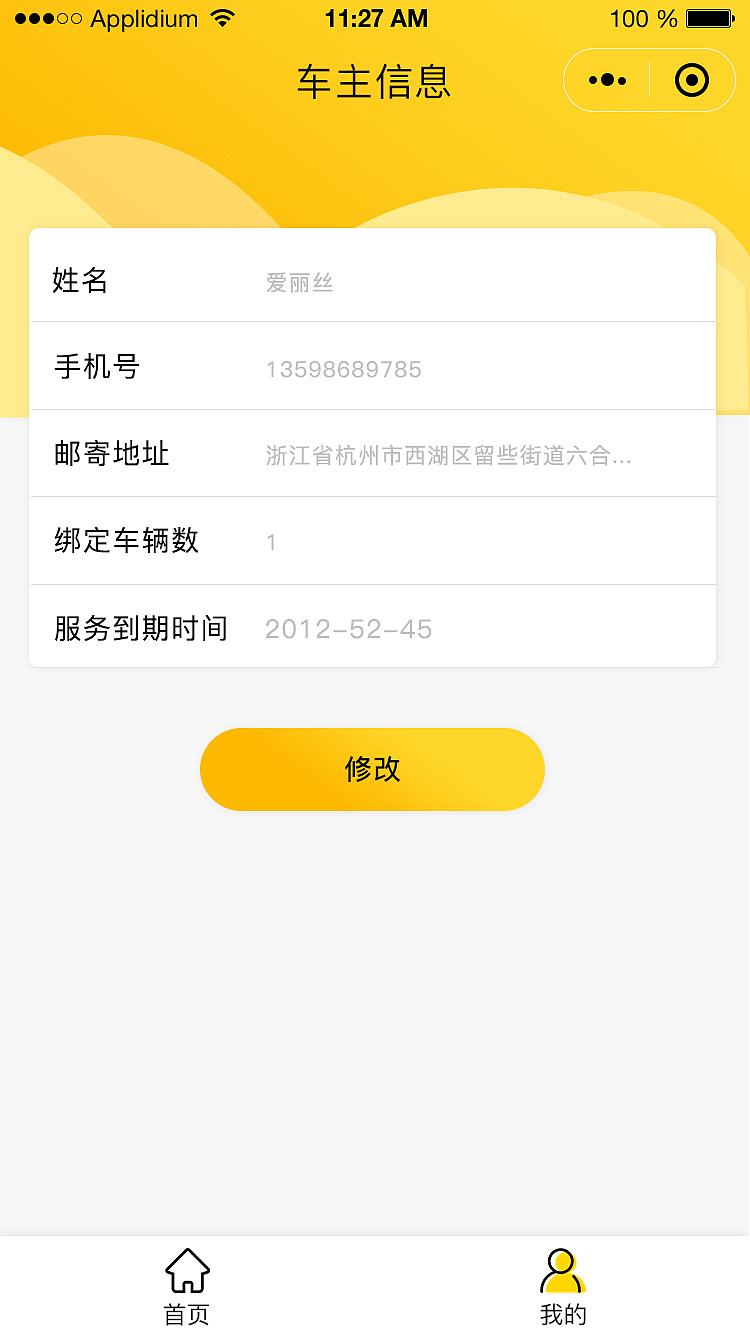 Applidium 11:27 AM 100 %
车主信息
姓名 爱丽丝
手机号 13598689785
邮寄地址 浙江省杭州市西湖区留些街道六合...
绑定车辆数 1
服务到期时间 2012-52-45
修改
首页 我的